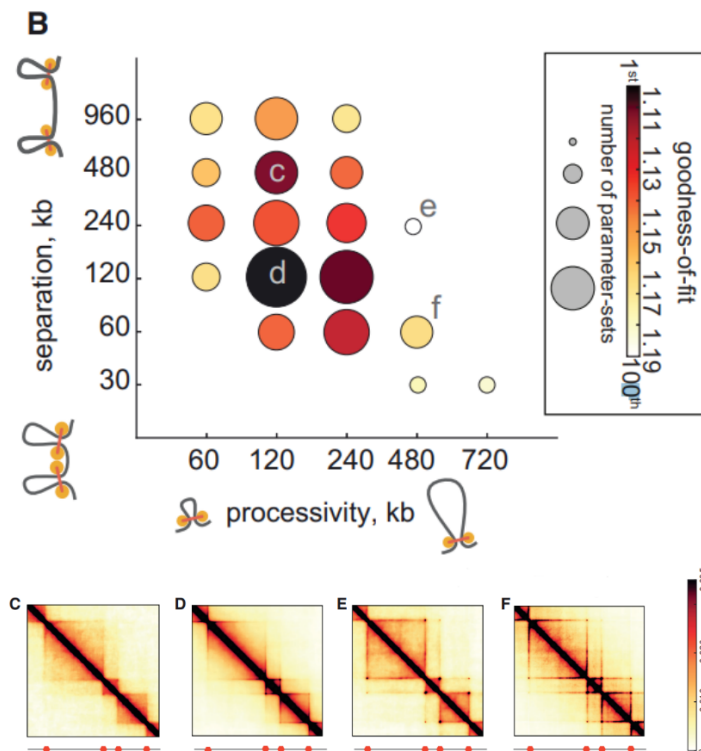 B
separation, kb
960
480
240
120
60
30
c
e
d
f
60 120 240 480 720
processivity, kb
goodness-of-fit
1st 1.11 1.13 1.15 1.17 1.19 100th
number of parameter-sets
C D E F